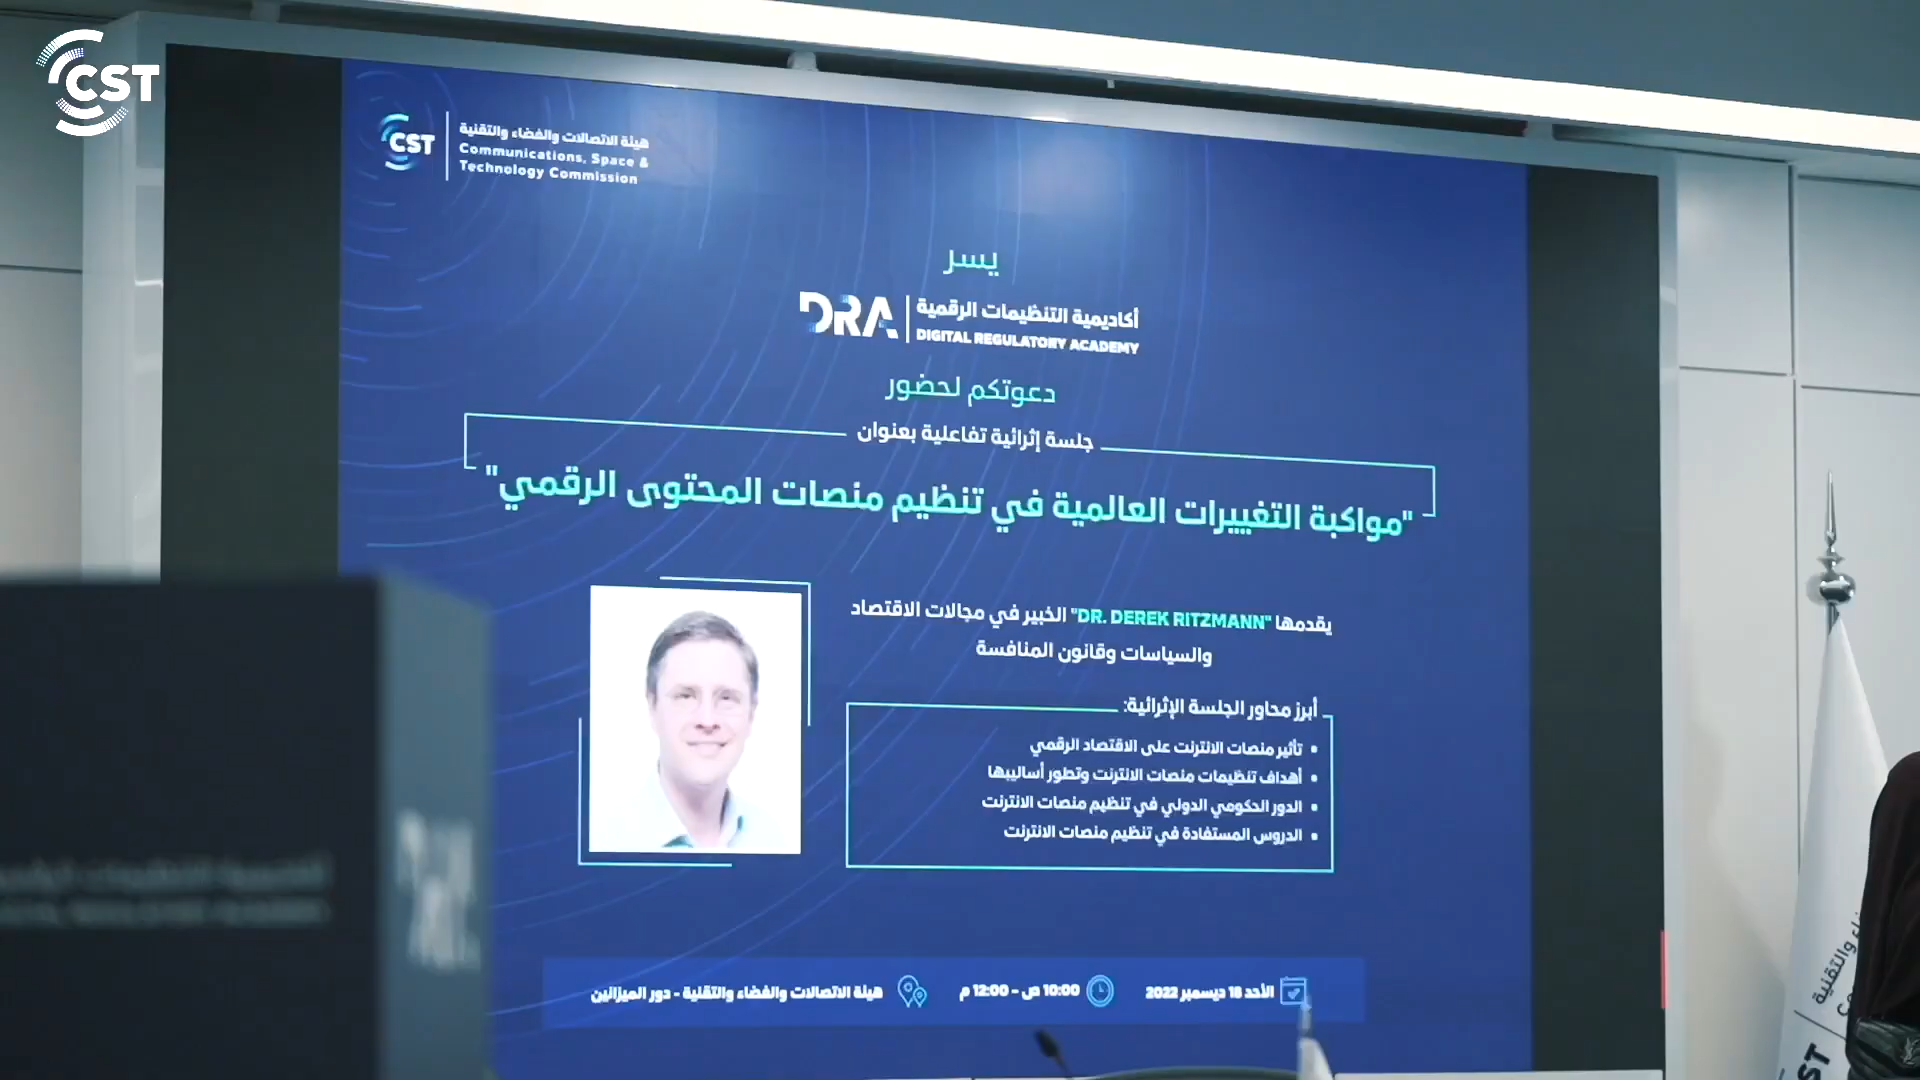 CST
CST
هيئة الاتصالات والفضاء والتقنية
Communications, Space &
Technology Commission
يسر
DRA
أكاديمية التنظيمات الرقمية
DIGITAL REGULATORY ACADEMY
دعوتكم لحضور
جلسة إثرائية تفاعلية بعنوان
"مواكبة التغييرات العالمية في تنظيم منصات المحتوى الرقمي"
يقدمها "DR. DEREK RITZMANN" الخبير في مجالات الاقتصاد
والسياسات وقانون المنافسة
أبرز محاور الجلسة الإثرائية:
• تأثير منصات الانترنت على الاقتصاد الرقمي
• أهداف تنظيمات منصات الانترنت وتطور أساليبها
• الدور الحكومي الدولي في تنظيم منصات الانترنت
• الدروس المستفادة في تنظيم منصات الانترنت
الأحد 18 ديسمبر 2022
10:00 ص - 12:00 م
هيئة الاتصالات والفضاء والتقنية - دور الميزانين
والتقنية